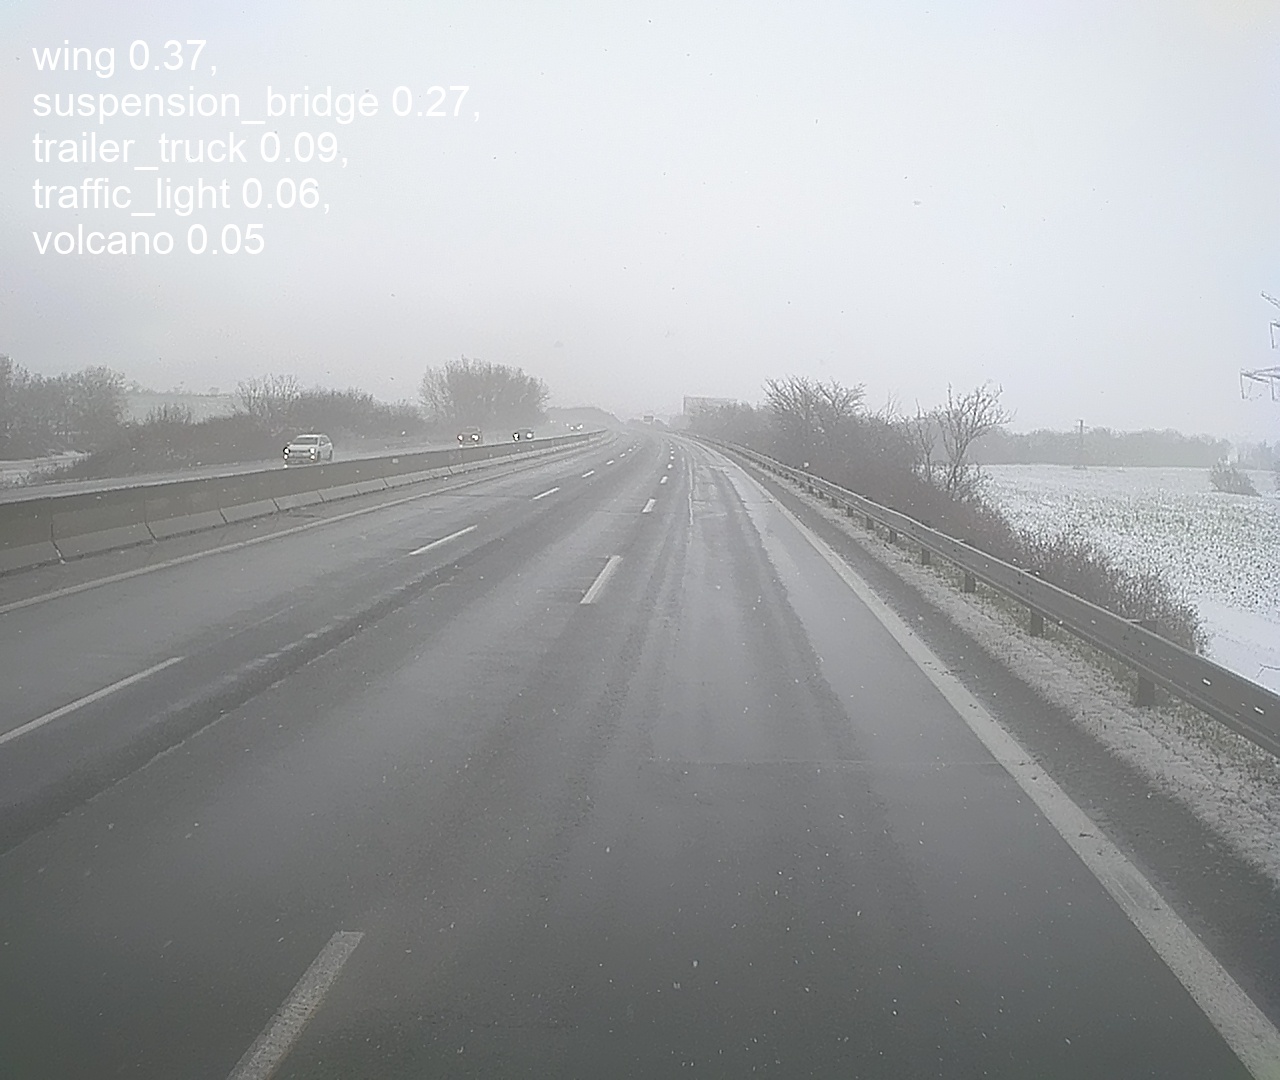 wing 0.37,
suspension_bridge 0.27,
trailer_truck 0.09,
traffic_light 0.06,
volcano 0.05